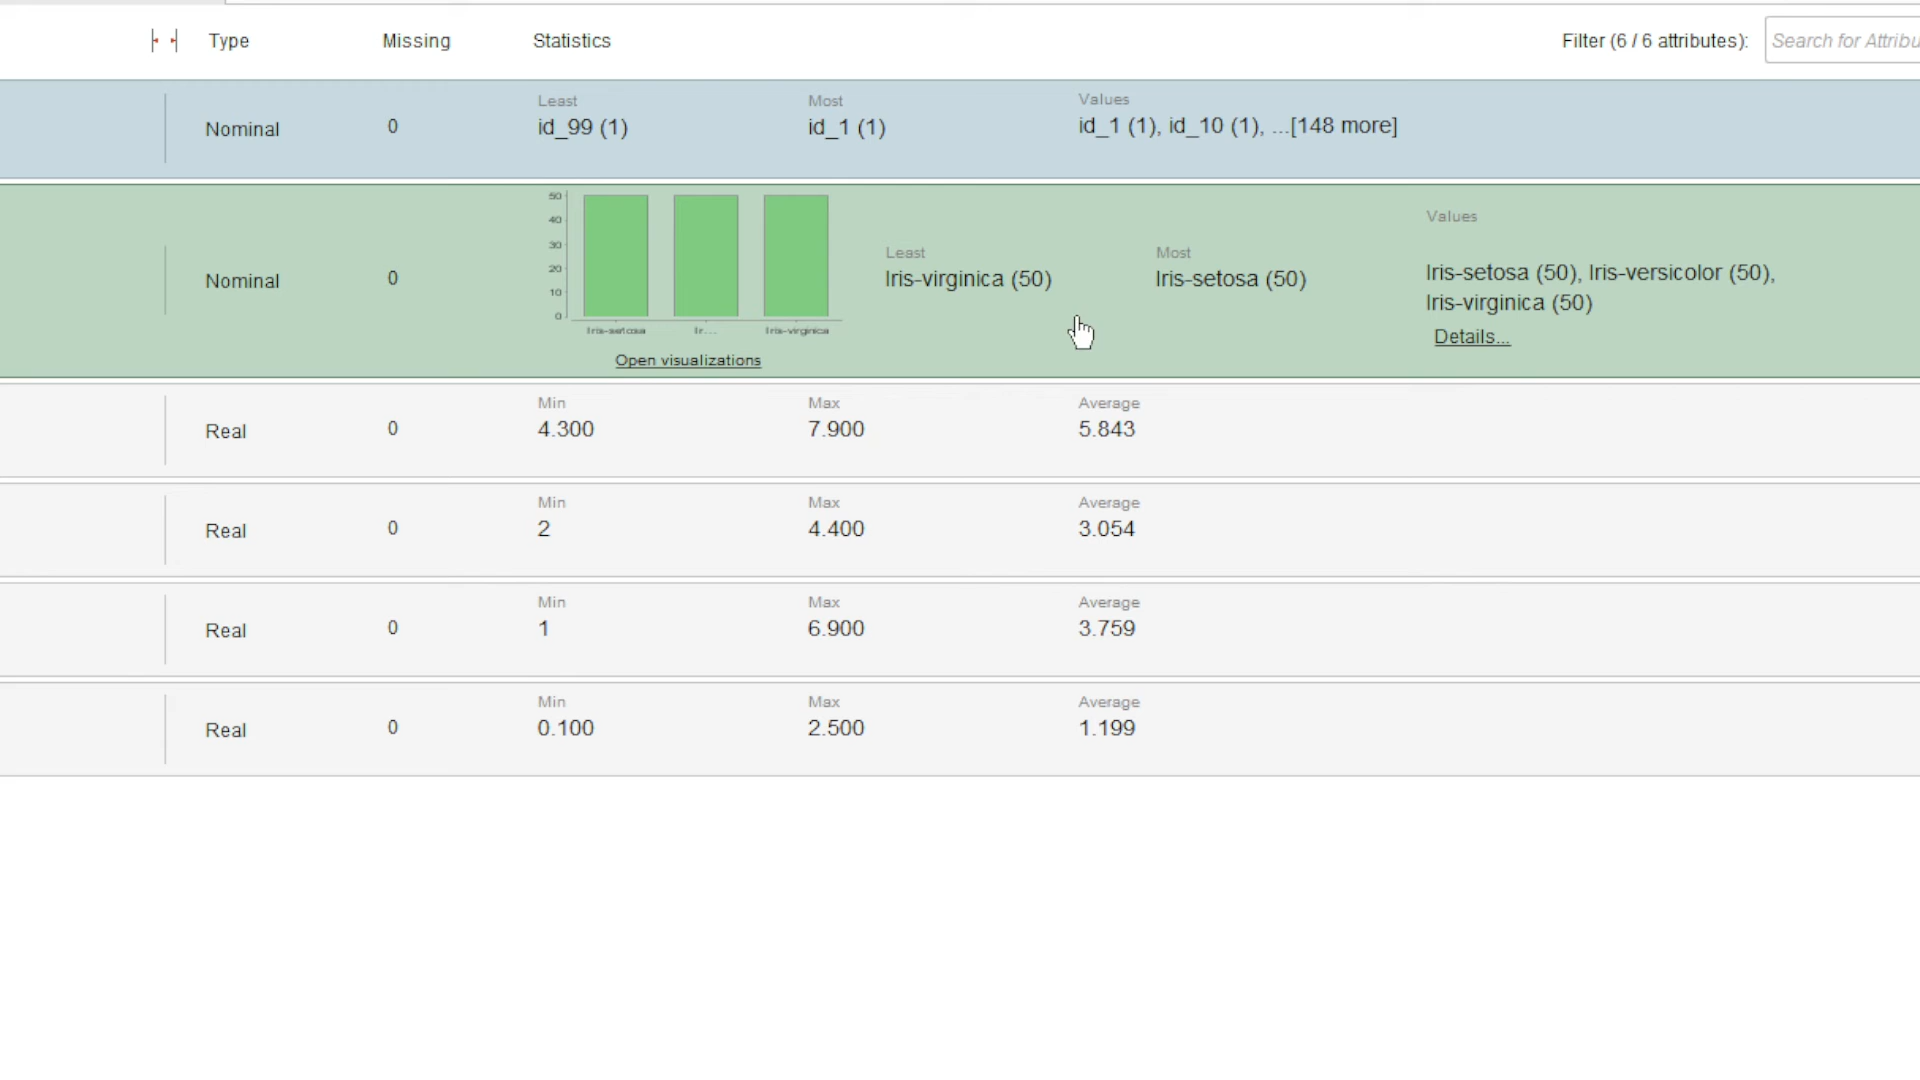 Type Missing Statistics Filter (6 / 6 attributes): Search for Attribu
Least Most Values
Nominal 0 id_99 (1) id_1 (1) id_1 (1), id_10 (1), ...[148 more]
50
40
30
20
10
0
Iris-setosa Ir... Iris-virginica
Open visualizations
Nominal 0
Least
Iris-virginica (50)
Most
Iris-setosa (50)
Values
Iris-setosa (50), Iris-versicolor (50),
Iris-virginica (50)
Details...
Min Max Average
Real 0 4.300 7.900 5.843
Min Max Average
Real 0 2 4.400 3.054
Min Max Average
Real 0 1 6.900 3.759
Min Max Average
Real 0 0.100 2.500 1.199